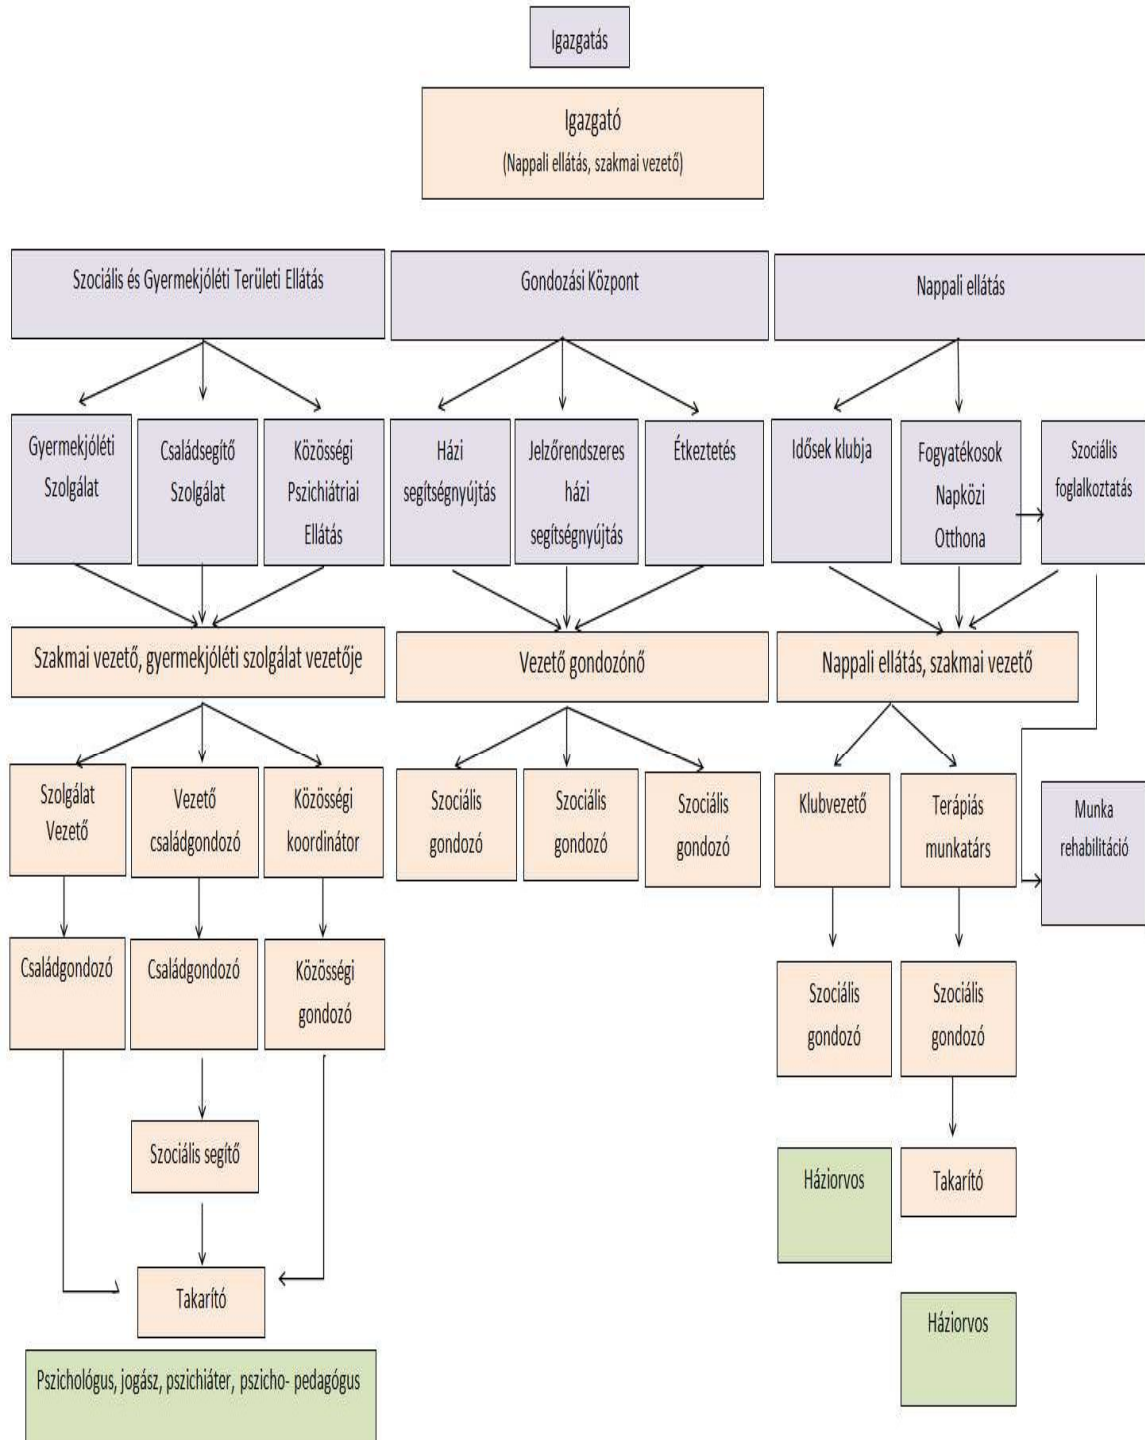 Igazgatás
Igazgató
(Nappali ellátás, szakmai vezető)
Szociális és Gyermekjóléti Területi Ellátás
Gondozási Központ
Nappali ellátás
Gyermekjóléti
Szolgálat
Családsegítő
Szolgálat
Közösségi
Pszichiátriai
Ellátás
Házi
segítségnyújtás
Jelzőrendszeres
házi
segítségnyújtás
Étkeztetés
Idősek klubja
Fogyatékosok
Napközi
Otthona
Szociális
foglalkoztatás
Szakmai vezető, gyermekjóléti szolgálat vezetője
Vezető gondozónő
Nappali ellátás, szakmai vezető
Szolgálat
Vezető
Vezető
családgondozó
Közösségi
koordinátor
Szociális
gondozó
Szociális
gondozó
Szociális
gondozó
Klubvezető
Terápiás
munkatárs
Munka
rehabilitáció
Családgondozó
Családgondozó
Közösségi
gondozó
Szociális
gondozó
Szociális
gondozó
Szociális segítő
Háziorvos
Takarító
Takarító
Háziorvos
Pszichológus, jogász, pszichiáter, pszicho- pedagógus